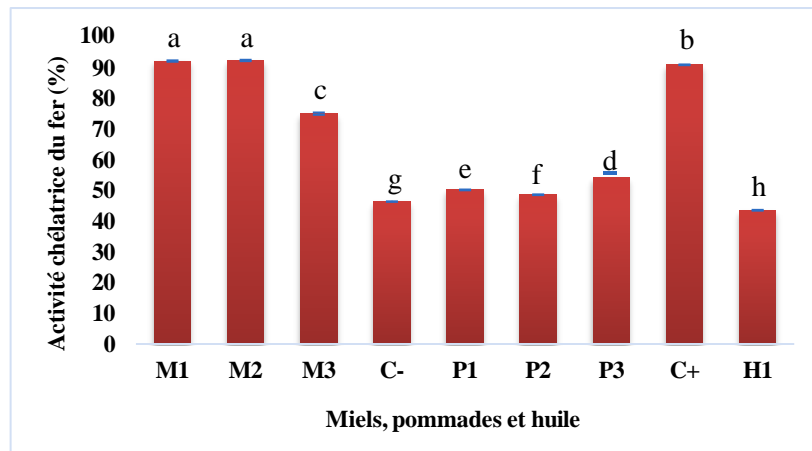 Activité chélatrice du fer (%)
100
90
80
70
60
50
40
30
20
10
0
a
a
c
g
e
f
d
b
h
M1 M2 M3 C- P1 P2 P3 C+ H1
Miels, pommades et huile